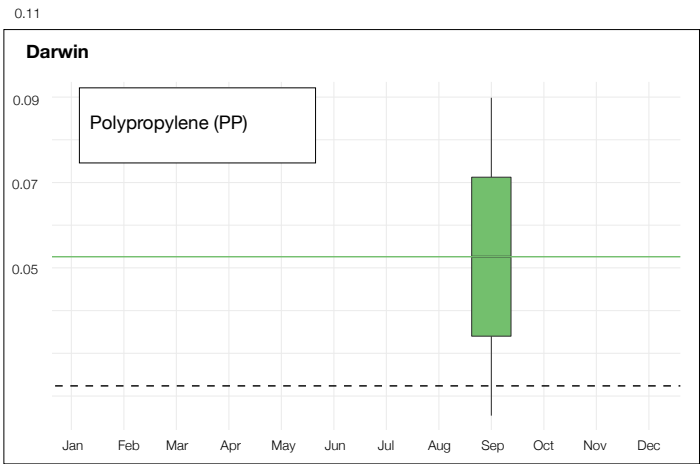 0.11
Darwin
0.09
Polypropylene (PP)
0.07
0.05
Jan Feb Mar Apr May Jun Jul Aug Sep Oct Nov Dec